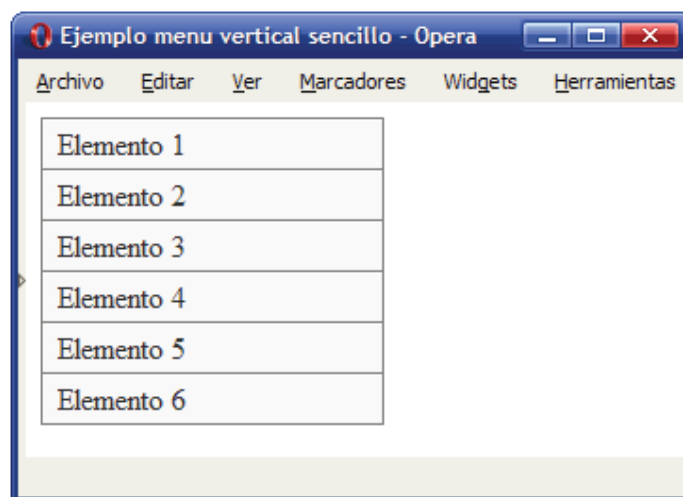 Ejemplo menu vertical sencillo - Opera
Archivo Editar Ver Marcadores Widgets Herramientas
Elemento 1
Elemento 2
Elemento 3
Elemento 4
Elemento 5
Elemento 6